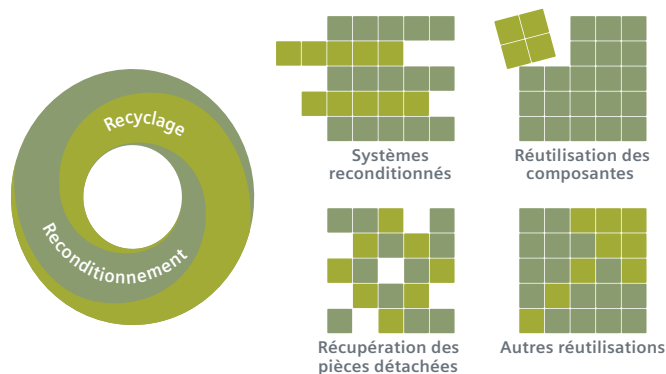 Recyclage
Reconditionnement
Systèmes
reconditionnés
Réutilisation des
composantes
Récupération des
pièces détachées
Autres réutilisations